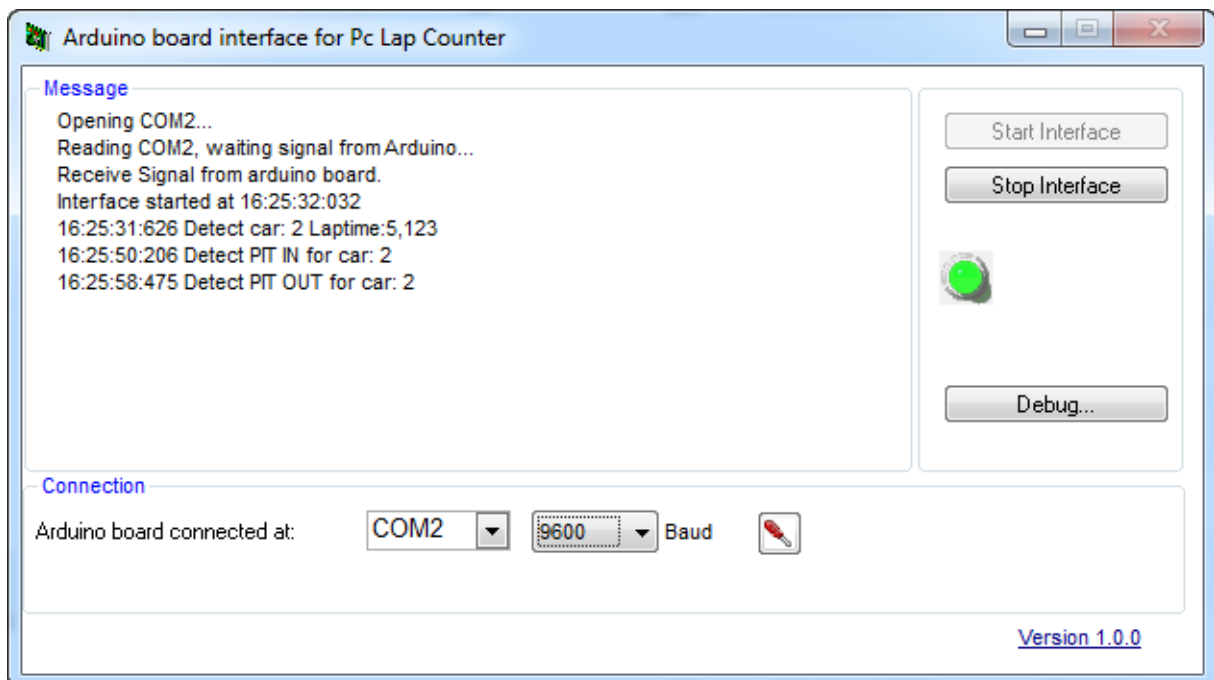 Arduino board interface for Pc Lap Counter
Message
Opening COM2...
Reading COM2, waiting signal from Arduino...
Receive Signal from arduino board.
Interface started at 16:25:32:032
16:25:31:626 Detect car: 2 Laptime:5,123
16:25:50:206 Detect PIT IN for car: 2
16:25:58:475 Detect PIT OUT for car: 2
Start Interface
Stop Interface
Debug...
Connection
Arduino board connected at: COM2 9600 Baud
Version 1.0.0